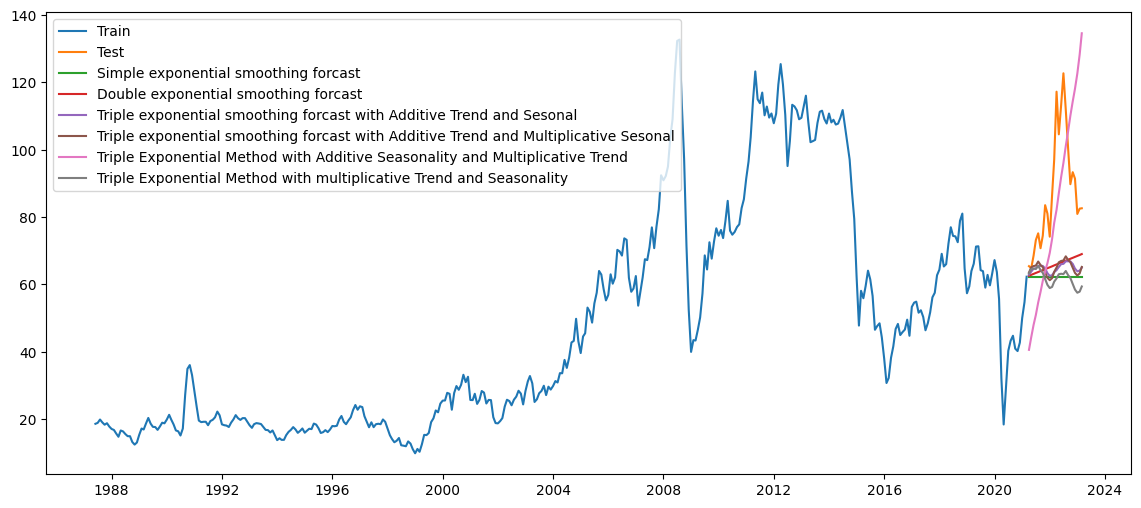 140
120
100
80
60
40
20
Train
Test
Simple exponential smoothing forcast
Double exponential smoothing forcast
Triple exponential smoothing forcast with Additive Trend and Sesonal
Triple exponential smoothing forcast with Additive Trend and Multiplicative Sesonal
Triple Exponential Method with Additive Seasonality and Multiplicative Trend
Triple Exponential Method with multiplicative Trend and Seasonality
1988 1992 1996 2000 2004 2008 2012 2016 2020 2024